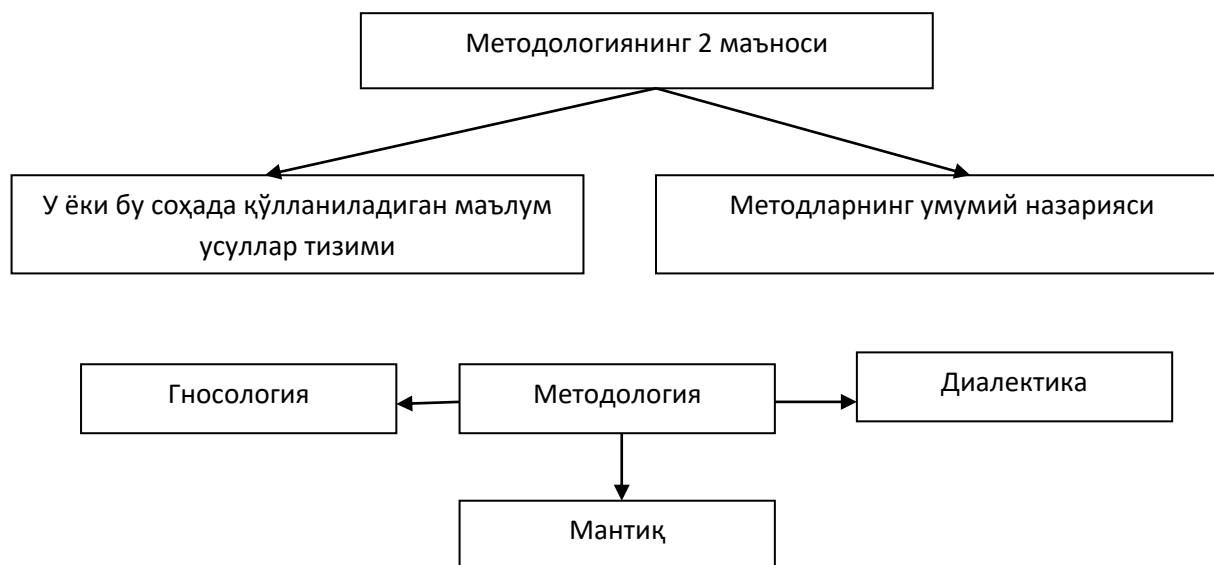 Методологиянинг 2 маъноси
У ёки бу соҳада қўлланиладиган маълум
усуллар тизими
Методларнинг умумий назарияси
Гносология
Методология
Диалектика
Мантиқ